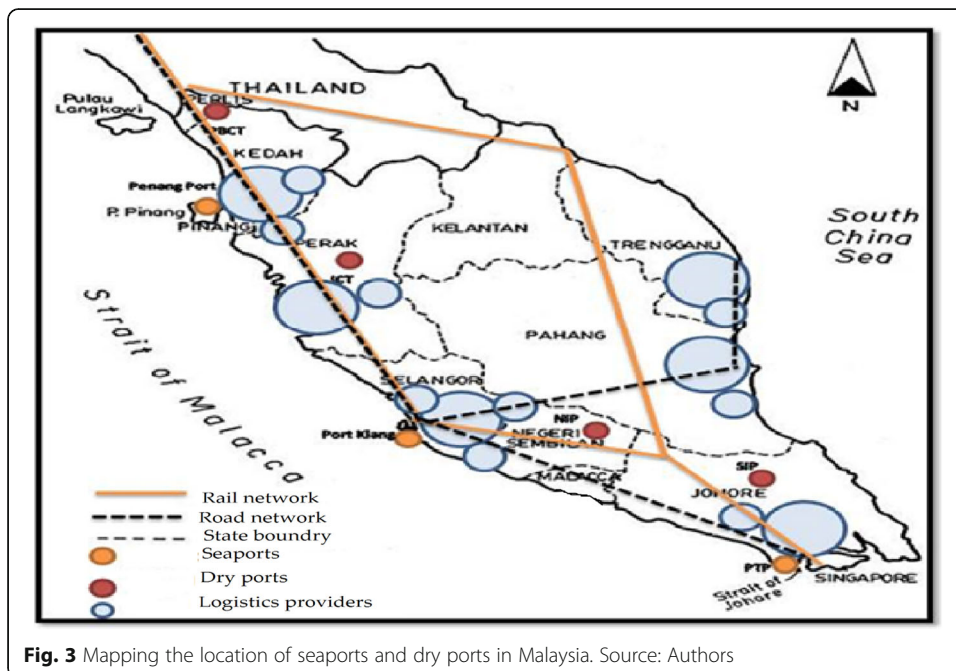 THAILAND
N
Pulau
Langkawi
PERLIS
PBCT
KEDAH
Penang Port
P. Pinang
PINANG
PERAK
ICT
KELANTAN
TRENGGANU
South
China
Sea
PAHANG
Strait of Malacca
SELANGOR
Port Klang
NIP
NEGERI
SEMBILAN
MALACCA
SIP
JOHORE
PTP
Strait of
Johore
SINGAPORE
Rail network
Road network
State boundry
Seaports
Dry ports
Logistics providers
Fig. 3 Mapping the location of seaports and dry ports in Malaysia. Source: Authors